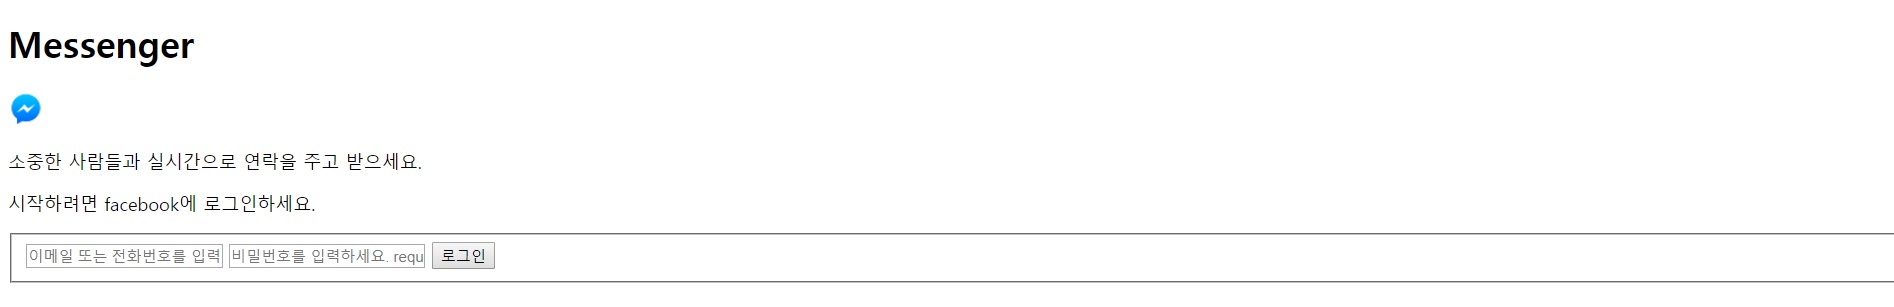 Messenger
소중한 사람들과 실시간으로 연락을 주고 받으세요.
시작하려면 facebook에 로그인하세요.
이메일 또는 전화번호를 입력 비밀번호를 입력하세요. requ 로그인